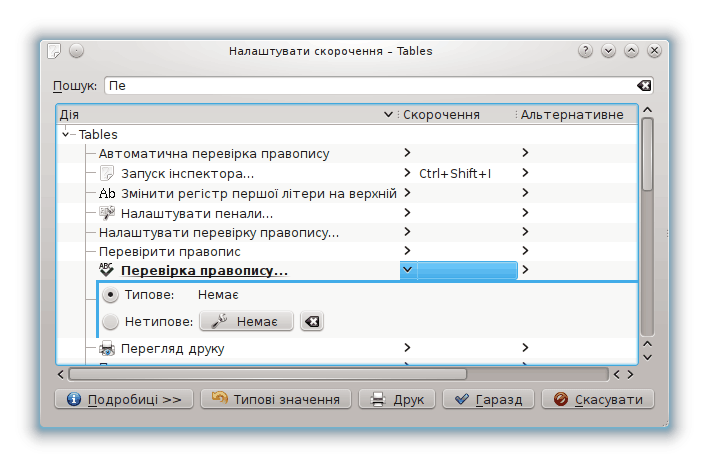 Налаштувати скорочення – Tables
Пошук: Пе
Дія Скорочення Альтернативне
Tables
Автоматична перевірка правопису
Запуск інспектора... Ctrl+Shift+I
Ab Змінити регістр першої літери на верхній
Налаштувати пенали...
Налаштувати перевірку правопису...
Перевірити правопис
ABC Перевірка правопису...
Типове: Немає
Нетипове: Немає
Перегляд друку
Подробиці >> Типові значення Друк Гаразд Скасувати